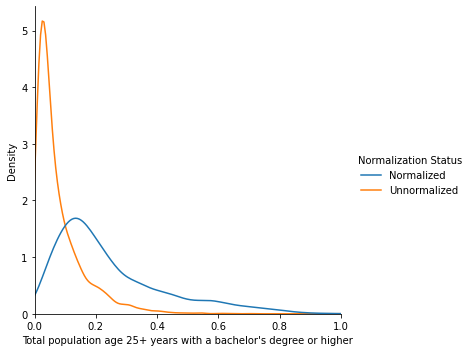 5
4
3
2
1
0
Density
0.0 0.2 0.4 0.6 0.8 1.0
Total population age 25+ years with a bachelor's degree or higher
Normalization Status
Normalized
Unnormalized